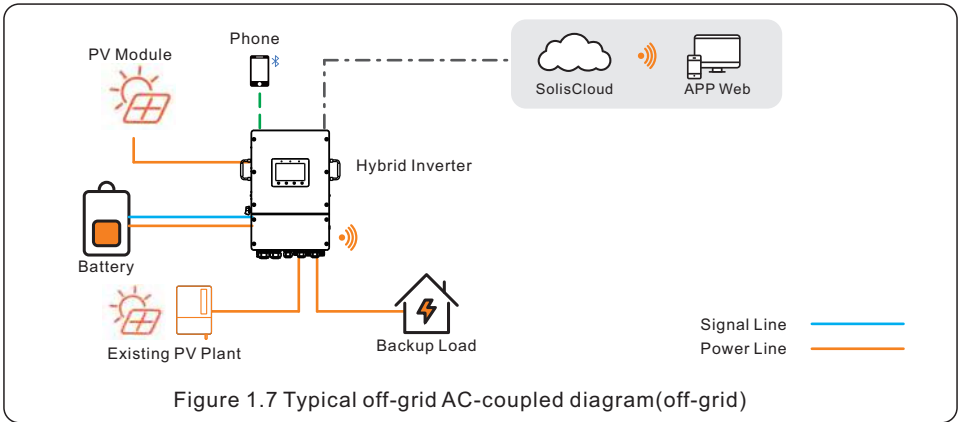 Phone
PV Module
SolisCloud
APP Web
Hybrid Inverter
Battery
Existing PV Plant
Backup Load
Signal Line
Power Line
Figure 1.7 Typical off-grid AC-coupled diagram(off-grid)